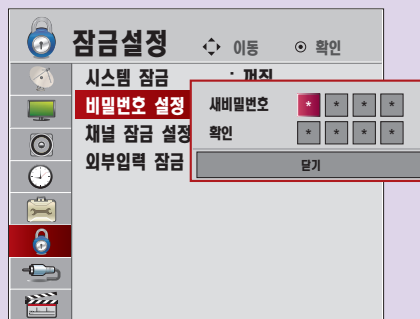 잠금설정 이동 확인
시스템 잠금 : 꺼짐
비밀번호 설정
채널 잠금 설정
외부입력 잠금
새비밀번호 * * * *
확인 * * * *
닫기